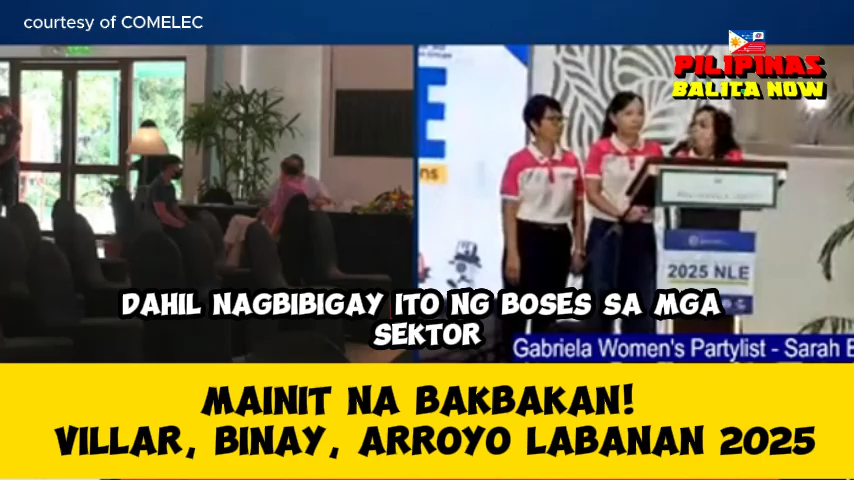 courtesy of COMELEC
PILIPINAS
BALITA NOW
E
ns
2025 NLE
DAHIL NAGBIBIGAY ITO NG BOSES SA MGA
SEKTOR
Gabriela Women's Partylist - Sarah E
MAINIT NA BAKBAKAN!
VILLAR, BINAY, ARROYO LABANAN 2025